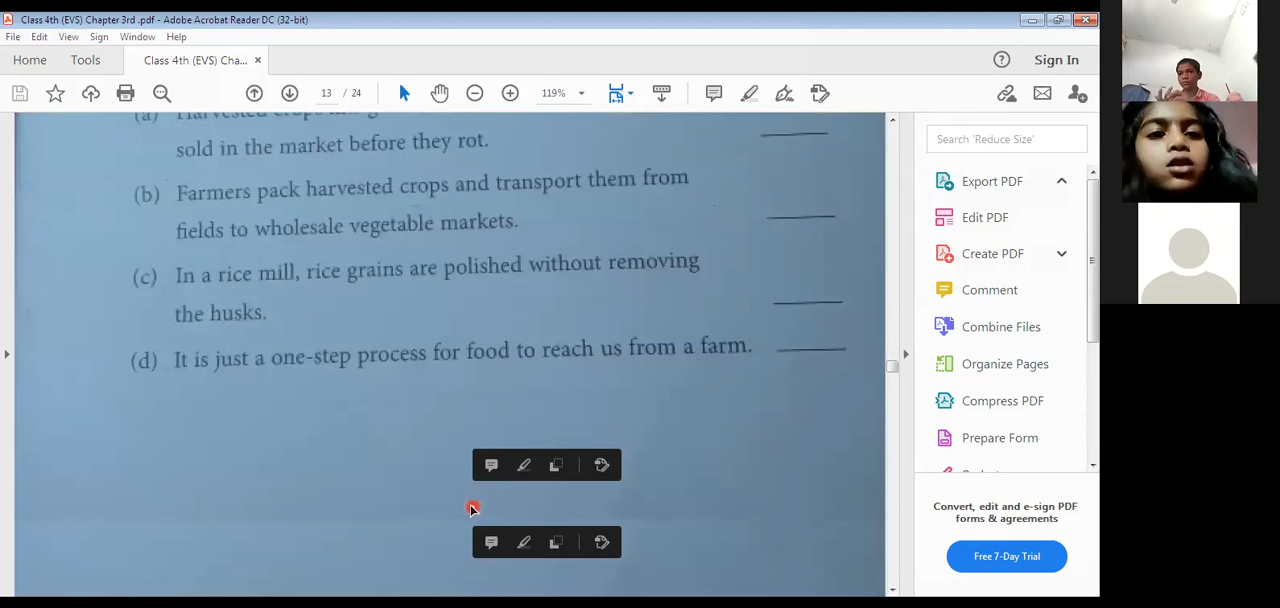 Class 4th (EVS) Chapter 3rd .pdf - Adobe Acrobat Reader DC (32-bit)
File Edit View Sign Window Help
Home Tools Class 4th (EVS) Cha... × Sign In
13 / 24 119%
(a) Harvested crops
sold in the market before they rot.
(b) Farmers pack harvested crops and transport them from
fields to wholesale vegetable markets.
(c) In a rice mill, rice grains are polished without removing
the husks.
(d) It is just a one-step process for food to reach us from a farm.
Search 'Reduce Size'
Export PDF
Edit PDF
Create PDF
Comment
Combine Files
Organize Pages
Compress PDF
Prepare Form
Convert, edit and e-sign PDF
forms & agreements
Free 7-Day Trial